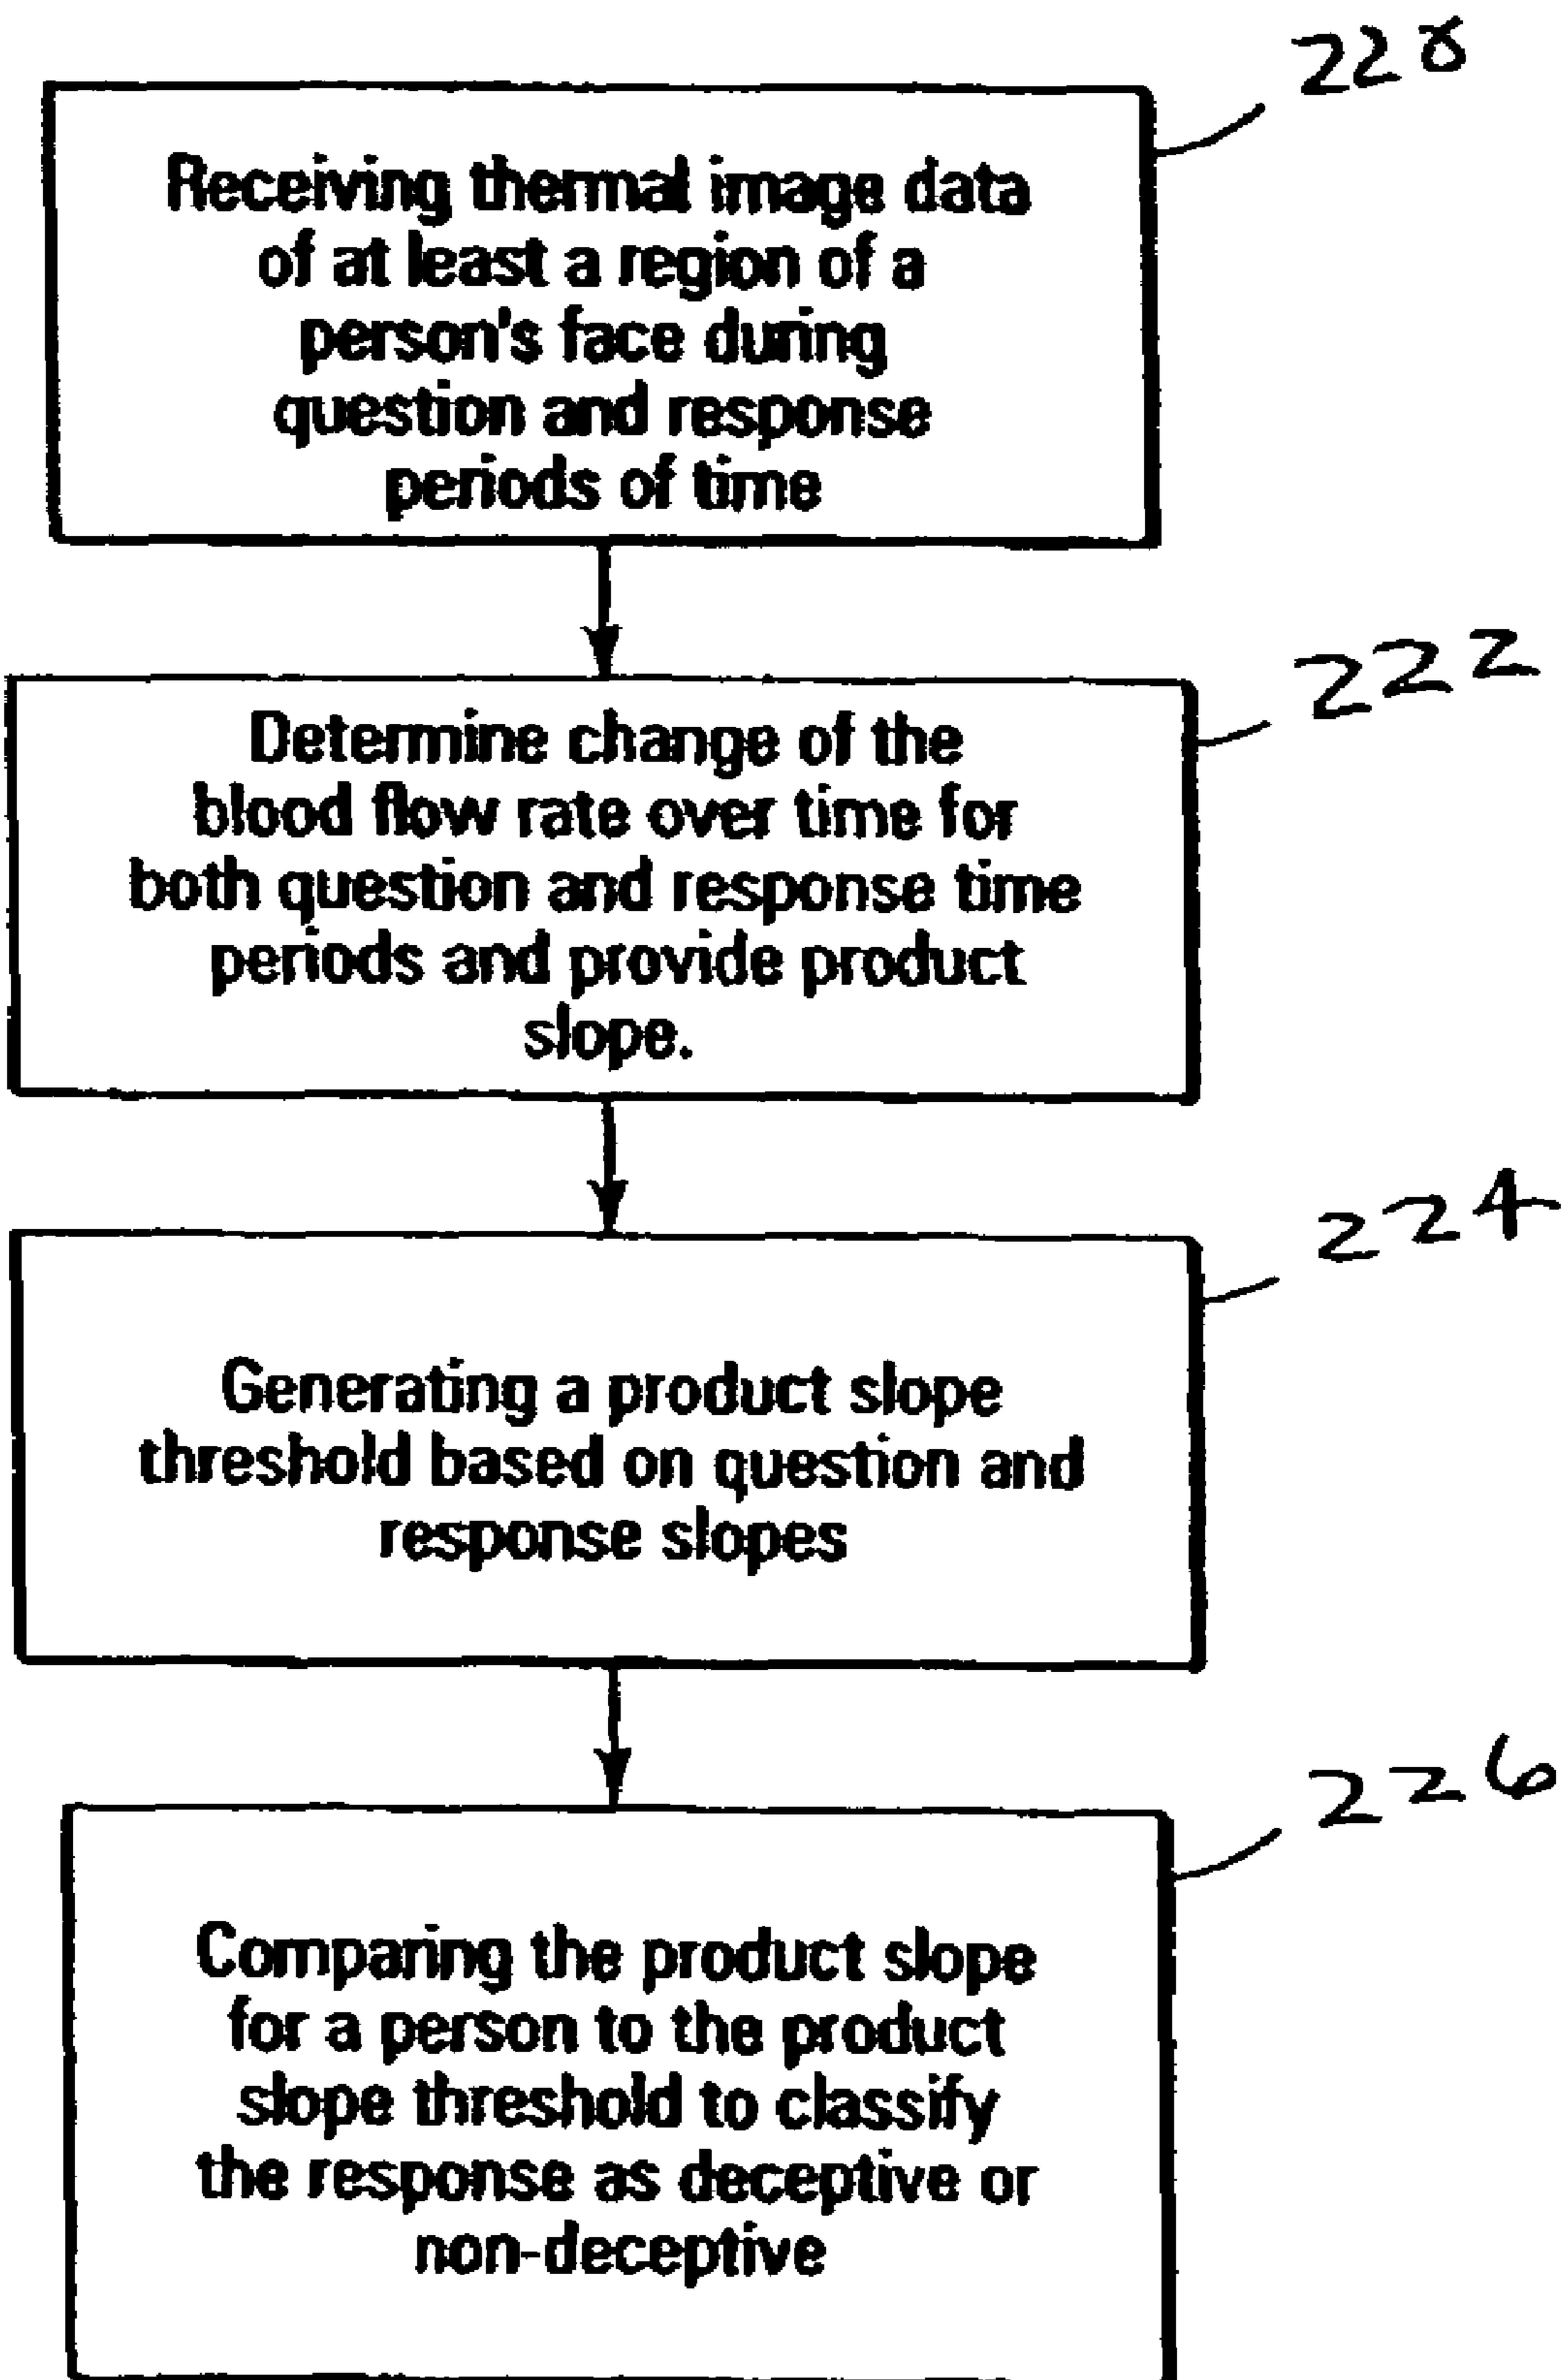 228
Receiving thermal image data
of at least a region of a
person's face during
question and response
periods of time
222
Determine change of the
blood flow rate over time for
both question and response time
periods and provide product
slope.
224
Generating a product slope
threshold based on question and
response slopes
226
Comparing the product slope
for a person to the product
slope threshold to classify
the response as deceptive or
non-deceptive